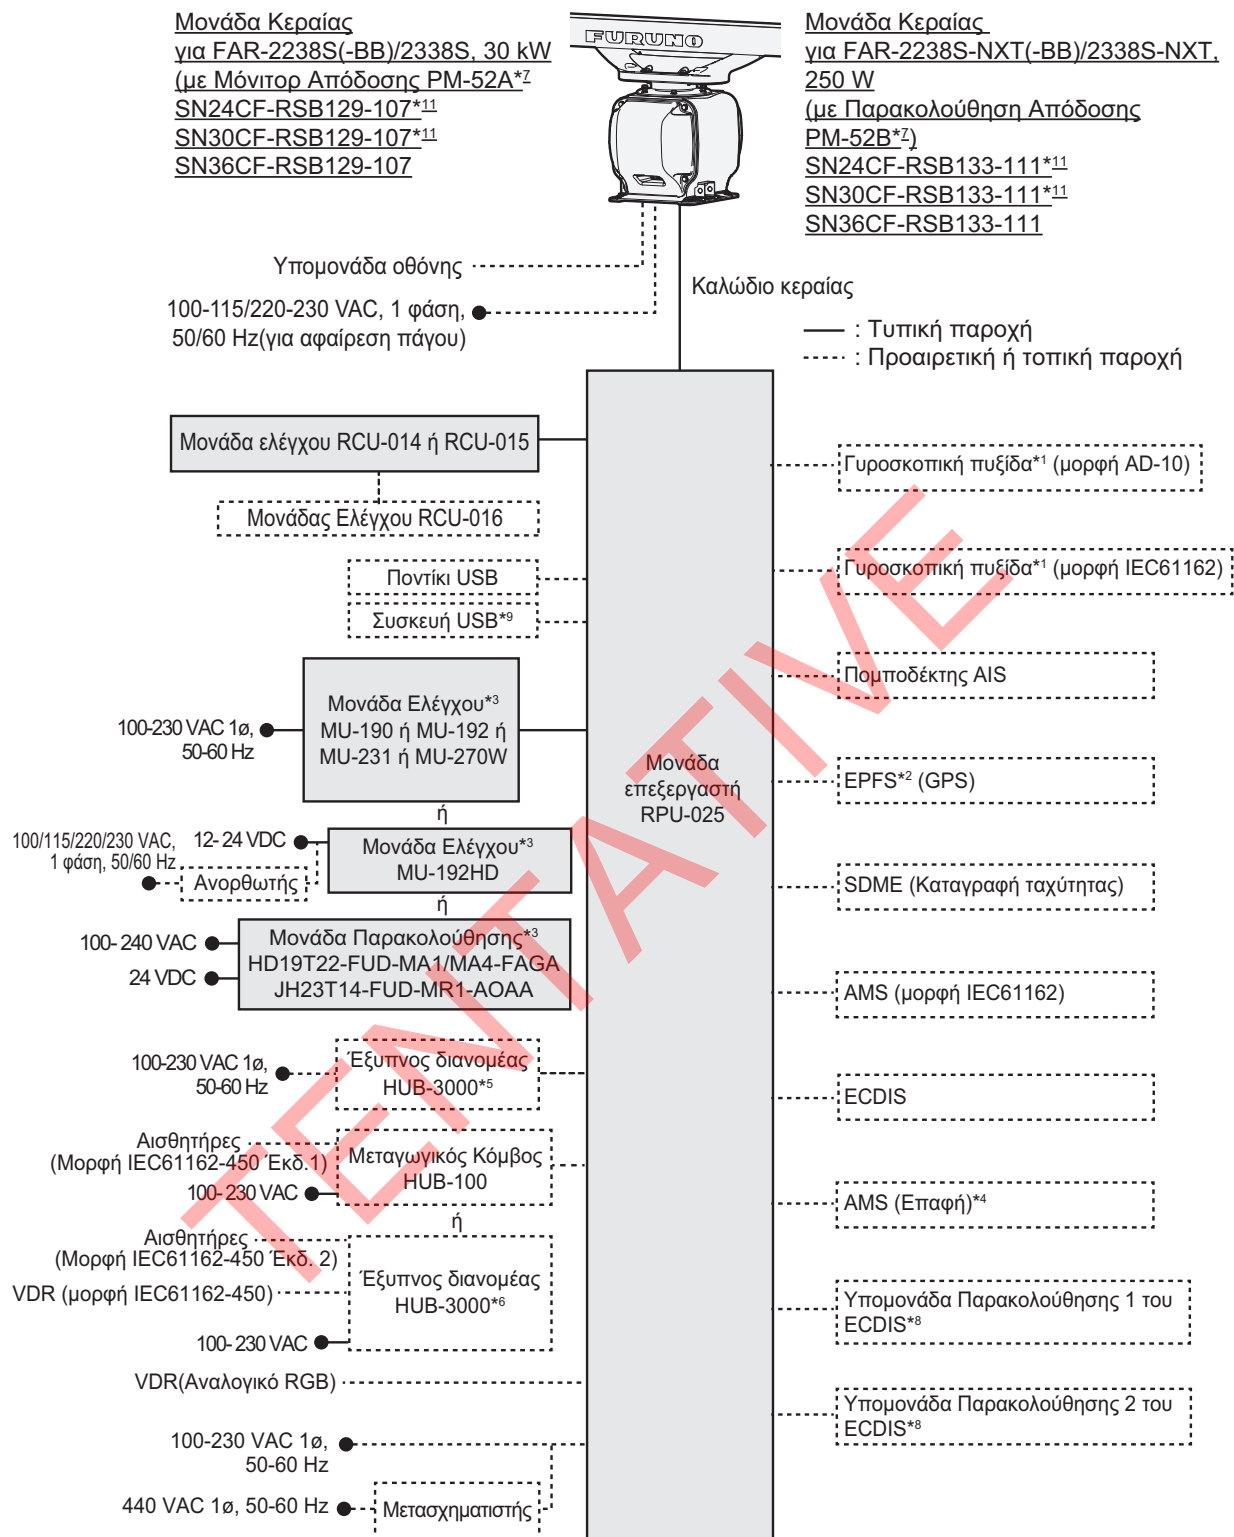 Μονάδα Κεραίας
για FAR-2238S(-BB)/2338S, 30 kW
(με Μόνιτορ Απόδοσης PM-52A*7
SN24CF-RSB129-107*11
SN30CF-RSB129-107*11
SN36CF-RSB129-107
FURUNO
Μονάδα Κεραίας
για FAR-2238S-NXT(-BB)/2338S-NXT,
250 W
(με Παρακολούθηση Απόδοσης
PM-52B*7)
SN24CF-RSB133-111*11
SN30CF-RSB133-111*11
SN36CF-RSB133-111
Υπομονάδα οθόνης
100-115/220-230 VAC, 1 φάση,
50/60 Hz(για αφαίρεση πάγου)
Καλώδιο κεραίας
: Τυπική παροχή
: Προαιρετική ή τοπική παροχή
Μονάδα ελέγχου RCU-014 ή RCU-015
Μονάδας Ελέγχου RCU-016
Ποντίκι USB
Συσκευή USB*9
100-230 VAC 1ø,
50-60 Hz
Μονάδα Ελέγχου*3
MU-190 ή MU-192 ή
MU-231 ή MU-270W
ή
100/115/220/230 VAC,
1 φάση, 50/60 Hz
12-24 VDC
Ανορθωτής
Μονάδα Ελέγχου*3
MU-192HD
ή
100-240 VAC
24 VDC
Μονάδα Παρακολούθησης*3
HD19T22-FUD-MA1/MA4-FAGA
JH23T14-FUD-MR1-AOAA
100-230 VAC 1ø,
50-60 Hz
Έξυπνος διανομέας
HUB-3000*5
Αισθητήρες
(Μορφή IEC61162-450 Έκδ.1)
100-230 VAC
Μεταγωγικός Κόμβος
HUB-100
ή
Αισθητήρες
(Μορφή IEC61162-450 Έκδ. 2)
VDR (μορφή IEC61162-450)
100-230 VAC
Έξυπνος διανομέας
HUB-3000*6
VDR(Αναλογικό RGB)
100-230 VAC 1ø,
50-60 Hz
440 VAC 1ø, 50-60 Hz
Μετασχηματιστής
Μονάδα
επεξεργαστή
RPU-025
Γυροσκοπική πυξίδα*1 (μορφή AD-10)
Γυροσκοπική πυξίδα*1 (μορφή IEC61162)
Πομποδέκτης AIS
EPFS*2 (GPS)
SDME (Καταγραφή ταχύτητας)
AMS (μορφή IEC61162)
ECDIS
AMS (Επαφή)*4
Υπομονάδα Παρακολούθησης 1 του
ECDIS*8
Υπομονάδα Παρακολούθησης 2 του
ECDIS*8
TENTATIVE